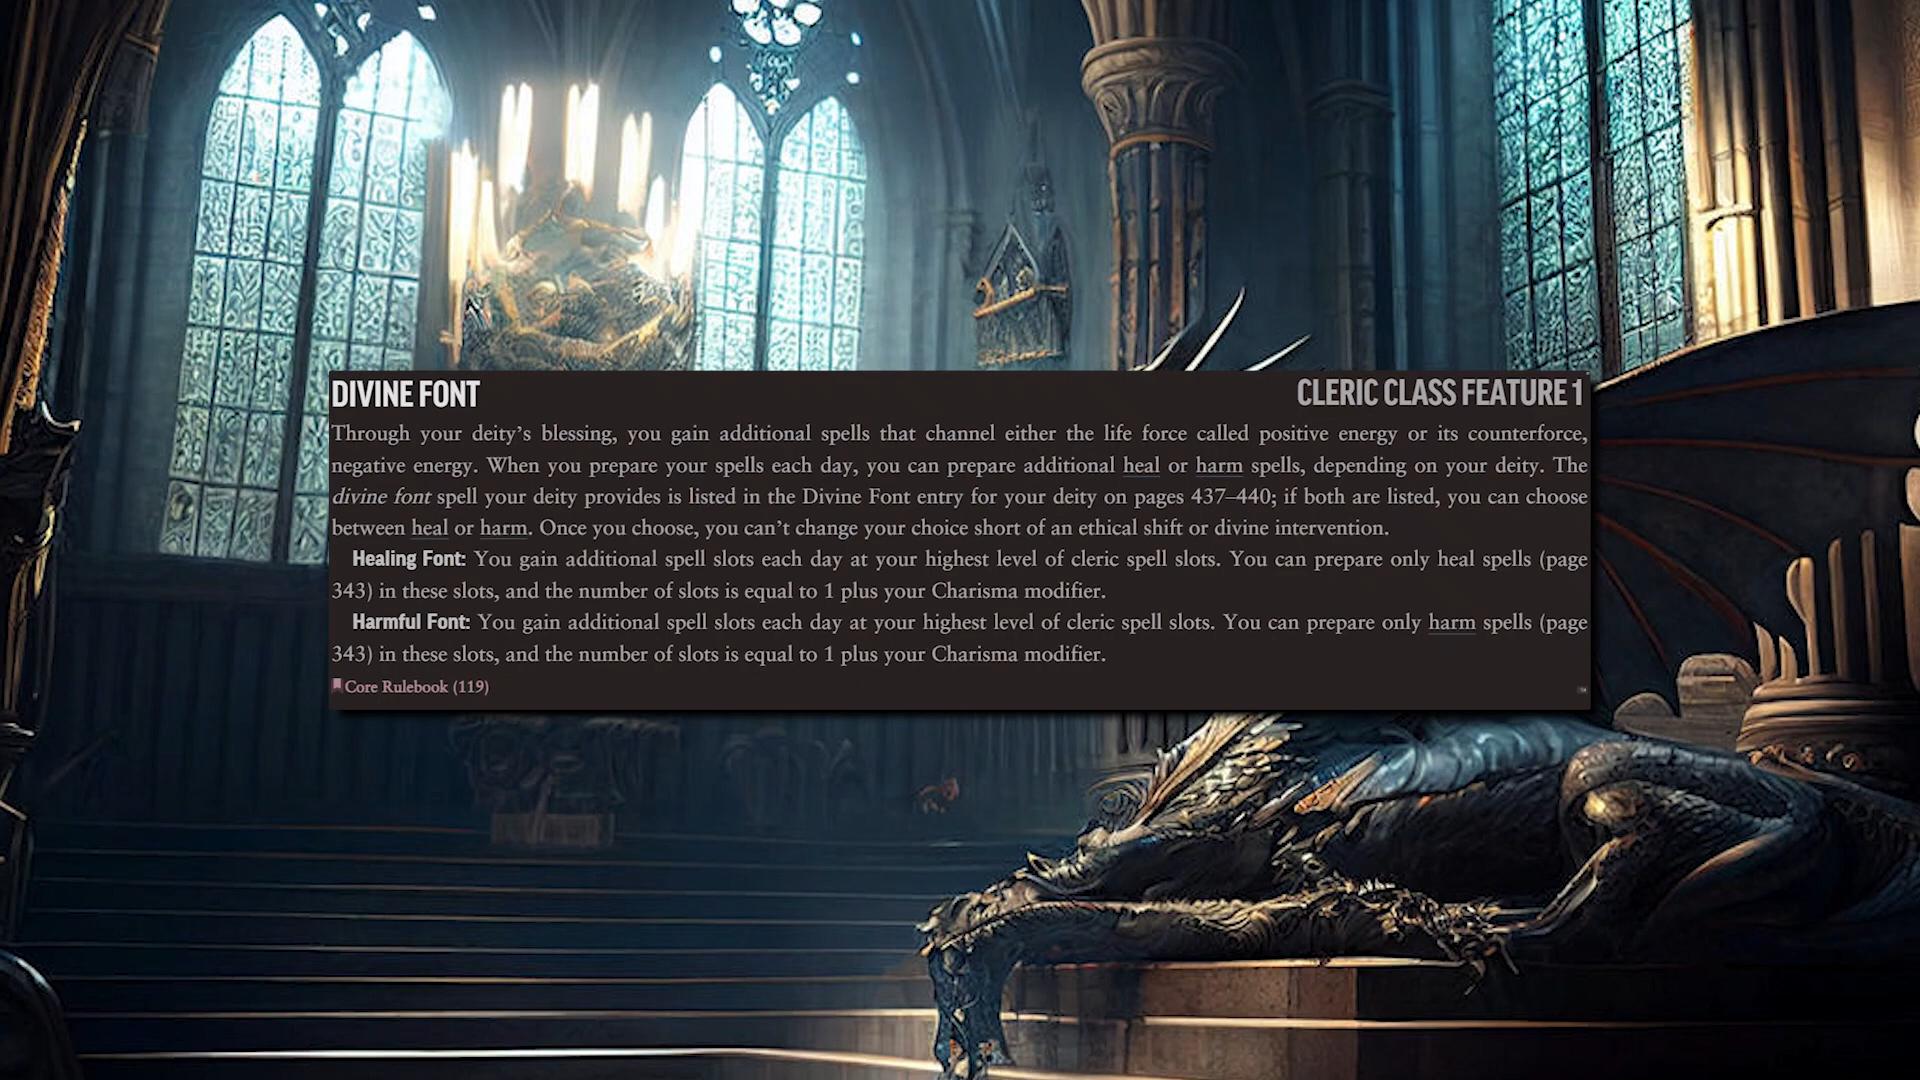 DIVINE FONT CLERIC CLASS FEATURE 1
Through your deity’s blessing, you gain additional spells that channel either the life force called positive energy or its counterforce,
negative energy. When you prepare your spells each day, you can prepare additional heal or harm spells, depending on your deity. The
divine font spell your deity provides is listed in the Divine Font entry for your deity on pages 437–440; if both are listed, you can choose
between heal or harm. Once you choose, you can’t change your choice short of an ethical shift or divine intervention.
Healing Font: You gain additional spell slots each day at your highest level of cleric spell slots. You can prepare only heal spells (page
343) in these slots, and the number of slots is equal to 1 plus your Charisma modifier.
Harmful Font: You gain additional spell slots each day at your highest level of cleric spell slots. You can prepare only harm spells (page
343) in these slots, and the number of slots is equal to 1 plus your Charisma modifier.
Core Rulebook (119)